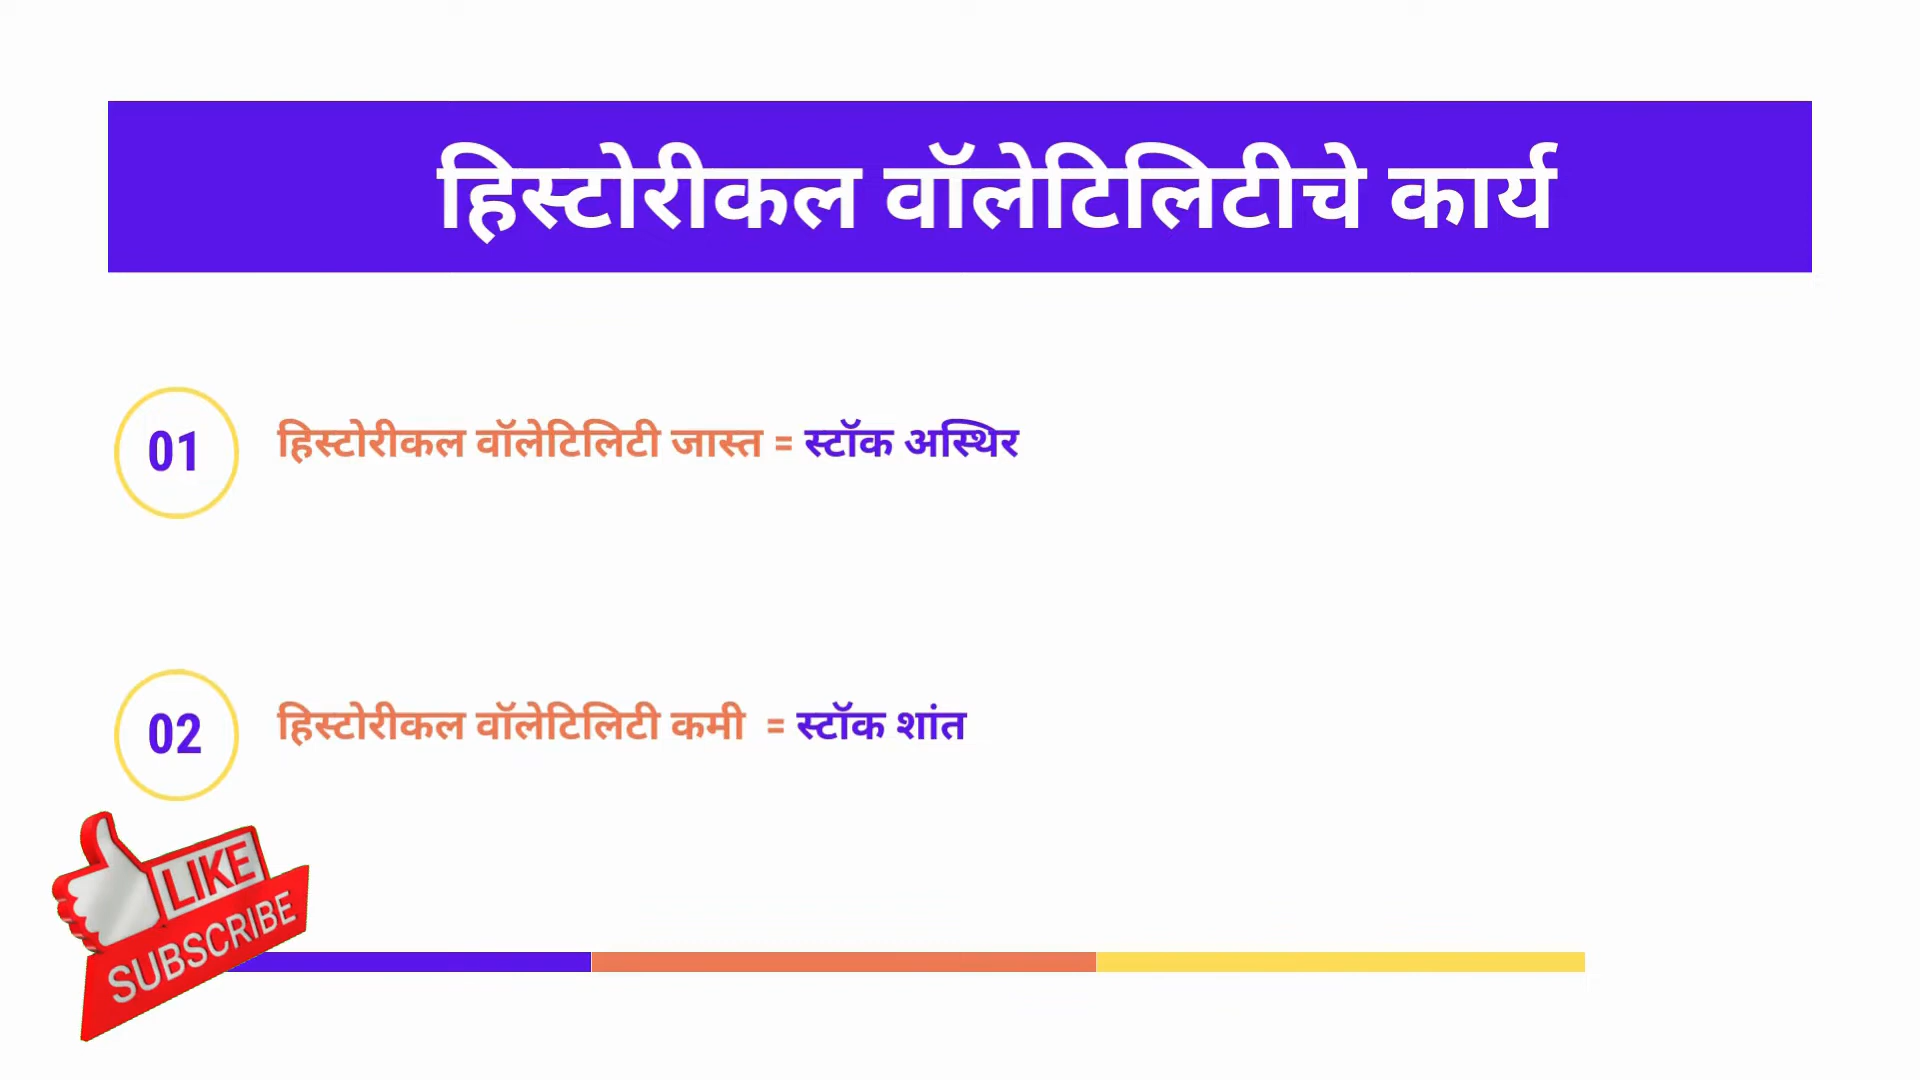 हिस्टोरीकल वॉलेटिलिटीचे कार्य
01
हिस्टोरीकल वॉलेटिलिटी जास्त = स्टॉक अस्थिर
02
हिस्टोरीकल वॉलेटिलिटी कमी = स्टॉक शांत
LIKE
SUBSCRIBE